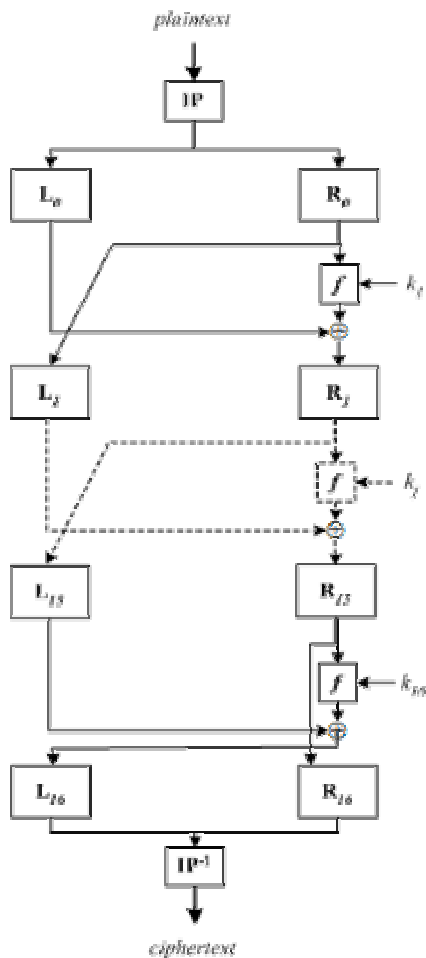 plaintext
IP
L₀ R₀
f k₁
L₁ R₁
f kᵢ
L₁₅ R₁₅
f k₁₆
L₁₆ R₁₆
IP⁻¹
ciphertext